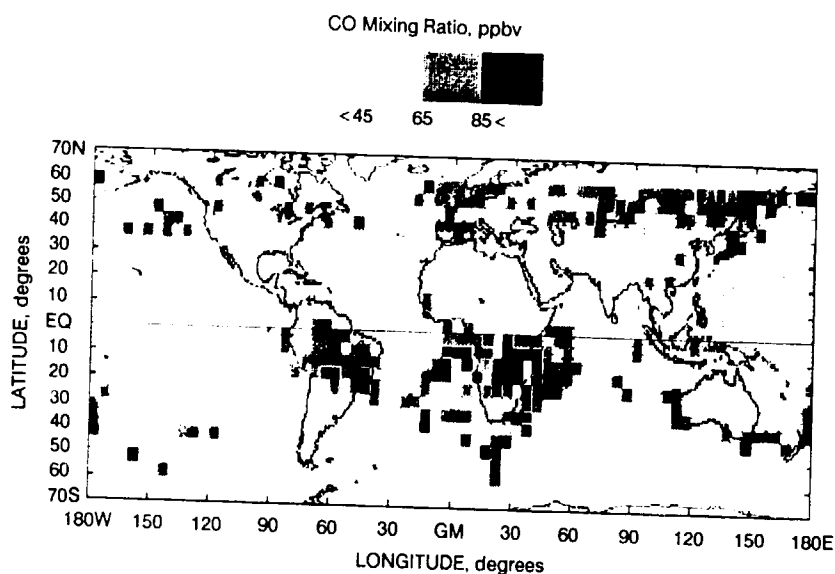 CO Mixing Ratio, ppbv
<45 65 85<
70N
60
50
40
30
20
10
EQ
10
20
30
40
50
60
70S
LATITUDE, degrees
180W 150 120 90 60 30 GM 30 60 90 120 150 180E
LONGITUDE, degrees